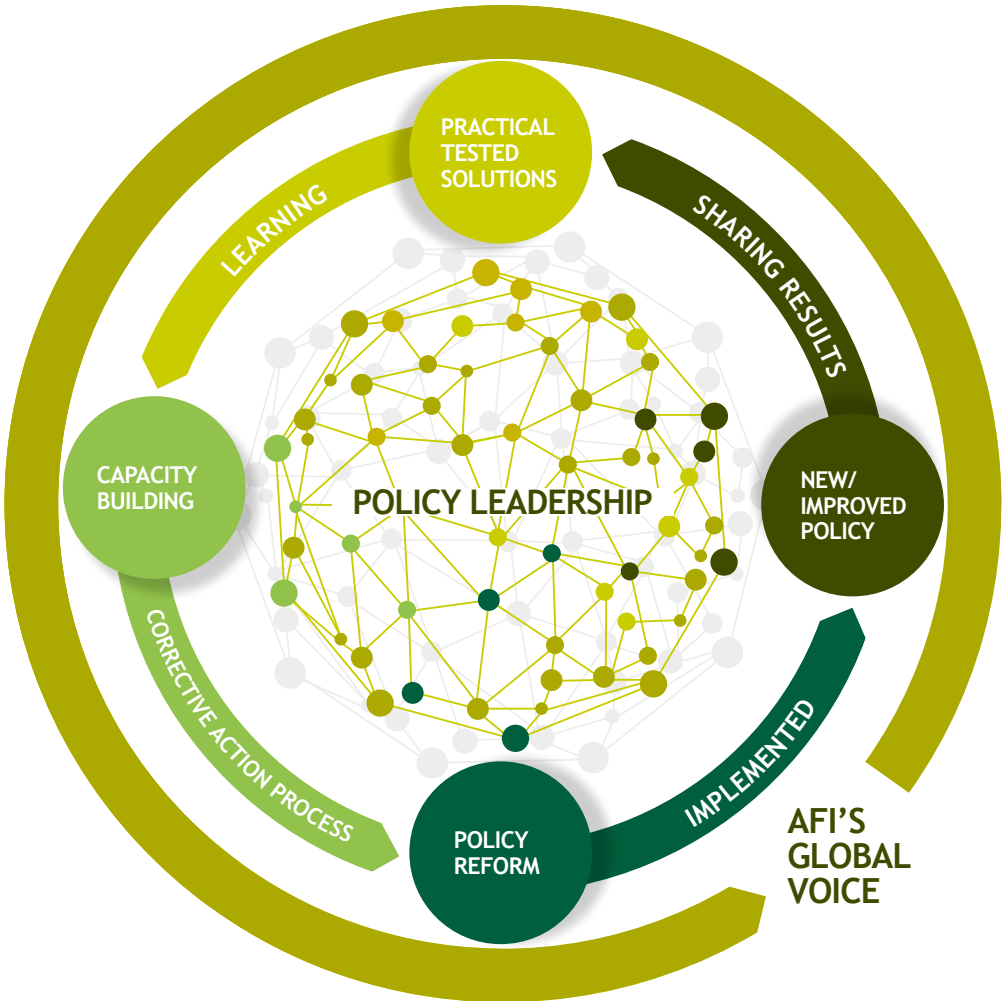 PRACTICAL
TESTED
SOLUTIONS
LEARNING
SHARING RESULTS
CAPACITY
BUILDING
POLICY LEADERSHIP
NEW/
IMPROVED
POLICY
CORRECTIVE ACTION PROCESS
IMPLEMENTED
POLICY
REFORM
AFI’S
GLOBAL
VOICE